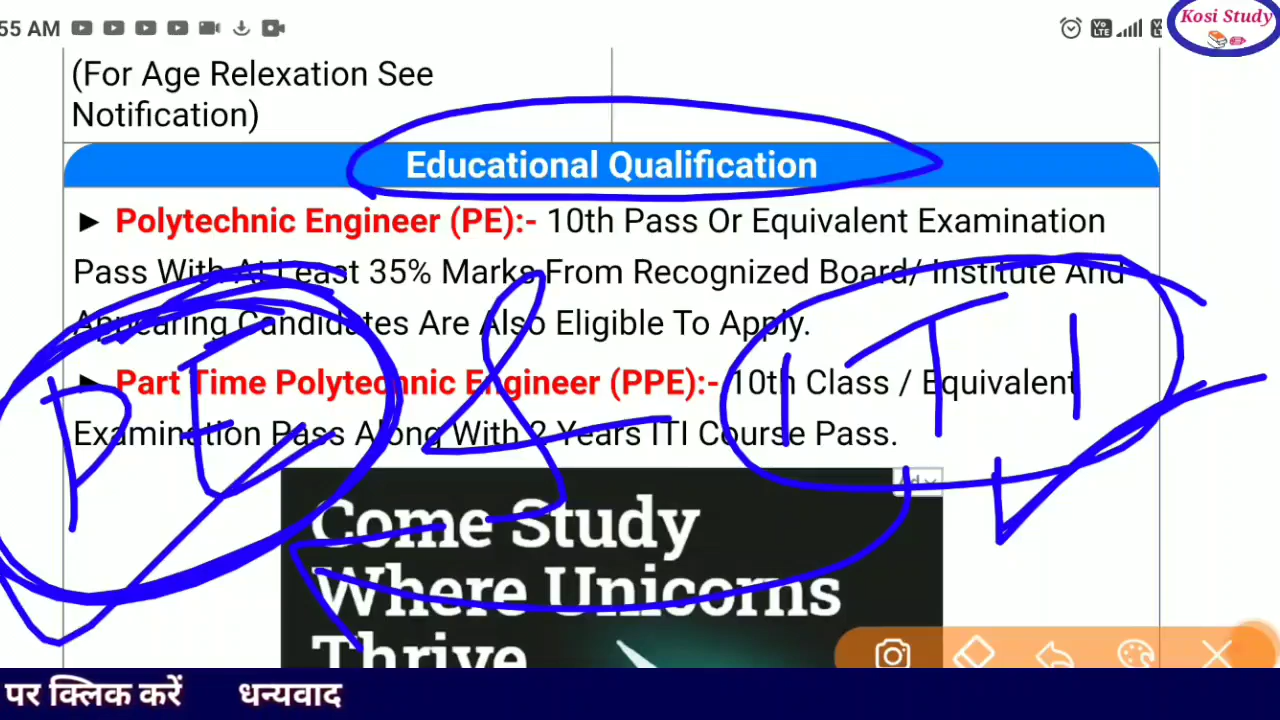 :55 AM
Kosi Study
(For Age Relexation See
Notification)
Educational Qualification
► Polytechnic Engineer (PE):- 10th Pass Or Equivalent Examination
Pass With At Least 35% Marks From Recognized Board/ Institute And
Appearing Candidates Are Also Eligible To Apply.
► Part Time Polytechnic Engineer (PPE):- 10th Class / Equivalent
Examination Pass Along With 2 Years ITI Course Pass.
PE
ITI
Ad
Come Study
Where Unicorns
Thrive
पर क्लिक करें धन्यवाद